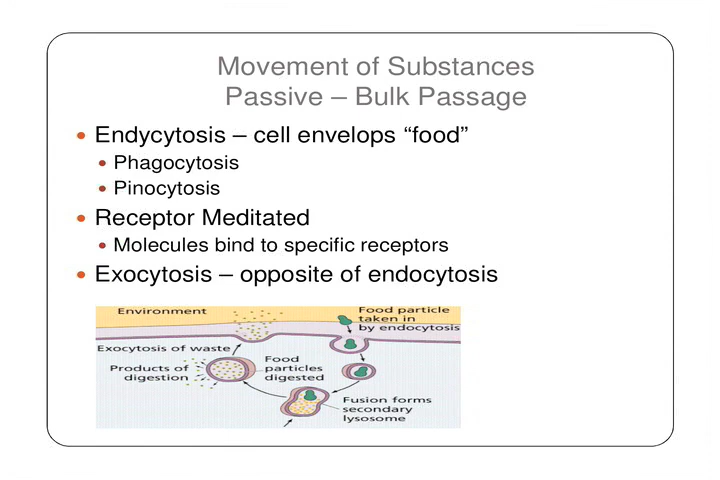 Movement of Substances
Passive – Bulk Passage
Endycytosis – cell envelops “food”
Phagocytosis
Pinocytosis
Receptor Meditated
Molecules bind to specific receptors
Exocytosis – opposite of endocytosis
Environment
Food particle
taken in
by endocytosis
Exocytosis of waste
Products of
digestion
Food
particles
digested
Fusion forms
secondary
lysosome